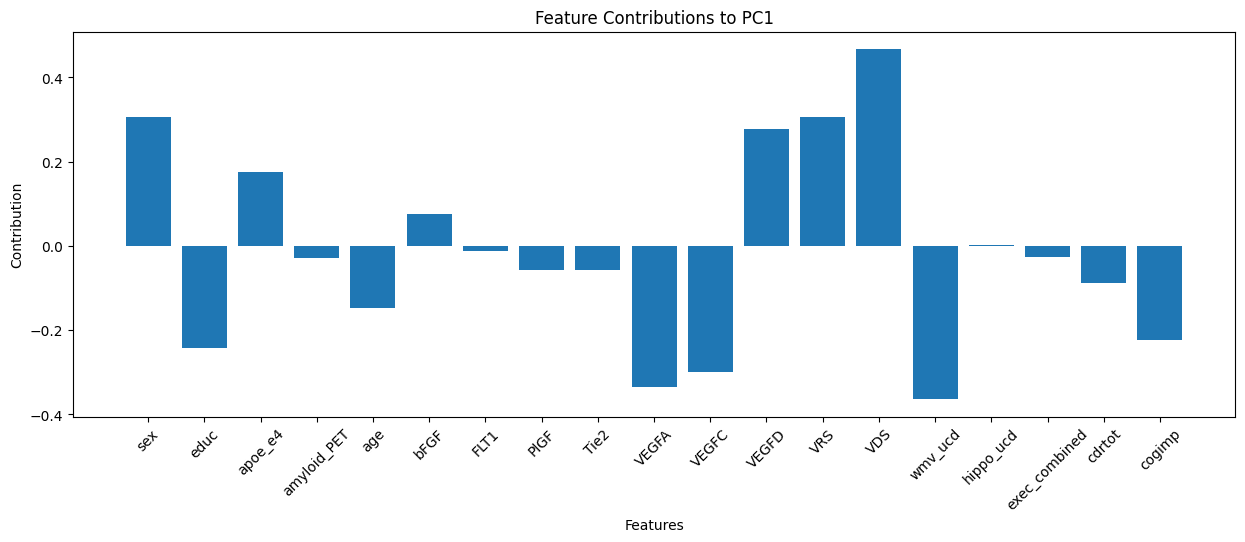 Feature Contributions to PC1
Contribution
0.4
0.2
0.0
−0.2
−0.4
sex
educ
apoe_e4
amyloid_PET
age
bFGF
FLT1
PlGF
Tie2
VEGFA
VEGFC
VEGFD
VRS
VDS
wmv_ucd
hippo_ucd
exec_combined
cdrtot
cogimp
Features